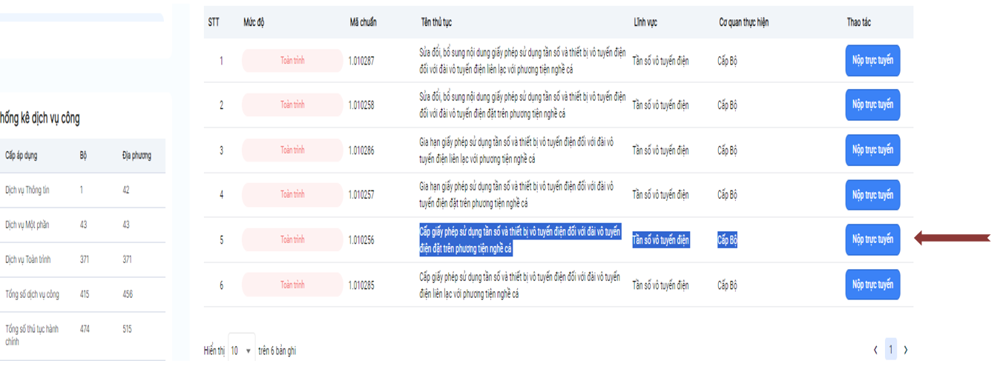 STT Mức độ Mã chuẩn Tên thủ tục Lĩnh vực Cơ quan thực hiện Thao tác
1 Toàn trình 1.010287 Sửa đổi, bổ sung nội dung giấy phép sử dụng tần số và thiết bị vô tuyến điện Tần số vô tuyến điện Cấp Bộ Nộp trực tuyến
đối với đài vô tuyến điện liên lạc với phương tiện nghề cá
2 Toàn trình 1.010258 Sửa đổi, bổ sung nội dung giấy phép sử dụng tần số và thiết bị vô tuyến điện Tần số vô tuyến điện Cấp Bộ Nộp trực tuyến
đối với đài vô tuyến điện đặt trên phương tiện nghề cá
3 Toàn trình 1.010286 Gia hạn giấy phép sử dụng tần số và thiết bị vô tuyến điện đối với đài vô Tần số vô tuyến điện Cấp Bộ Nộp trực tuyến
tuyến điện liên lạc với phương tiện nghề cá
4 Toàn trình 1.010257 Gia hạn giấy phép sử dụng tần số và thiết bị vô tuyến điện đối với đài vô Tần số vô tuyến điện Cấp Bộ Nộp trực tuyến
tuyến điện đặt trên phương tiện nghề cá
5 Toàn trình 1.010256 Cấp giấy phép sử dụng tần số và thiết bị vô tuyến điện đối với đài vô tuyến Tần số vô tuyến điện Cấp Bộ Nộp trực tuyến
điện đặt trên phương tiện nghề cá
6 Toàn trình 1.010285 Cấp giấy phép sử dụng tần số và thiết bị vô tuyến điện đối với đài vô tuyến Tần số vô tuyến điện Cấp Bộ Nộp trực tuyến
điện liên lạc với phương tiện nghề cá
Hiển thị 10 trên 6 bản ghi
1
hống kê dịch vụ công
Cấp áp dụng Bộ Địa phương
Dịch vụ Thông tin 1 42
Dịch vụ Một phần 43 43
Dịch vụ Toàn trình 371 371
Tổng số dịch vụ công 415 456
Tổng số thủ tục hành 474 515
chính